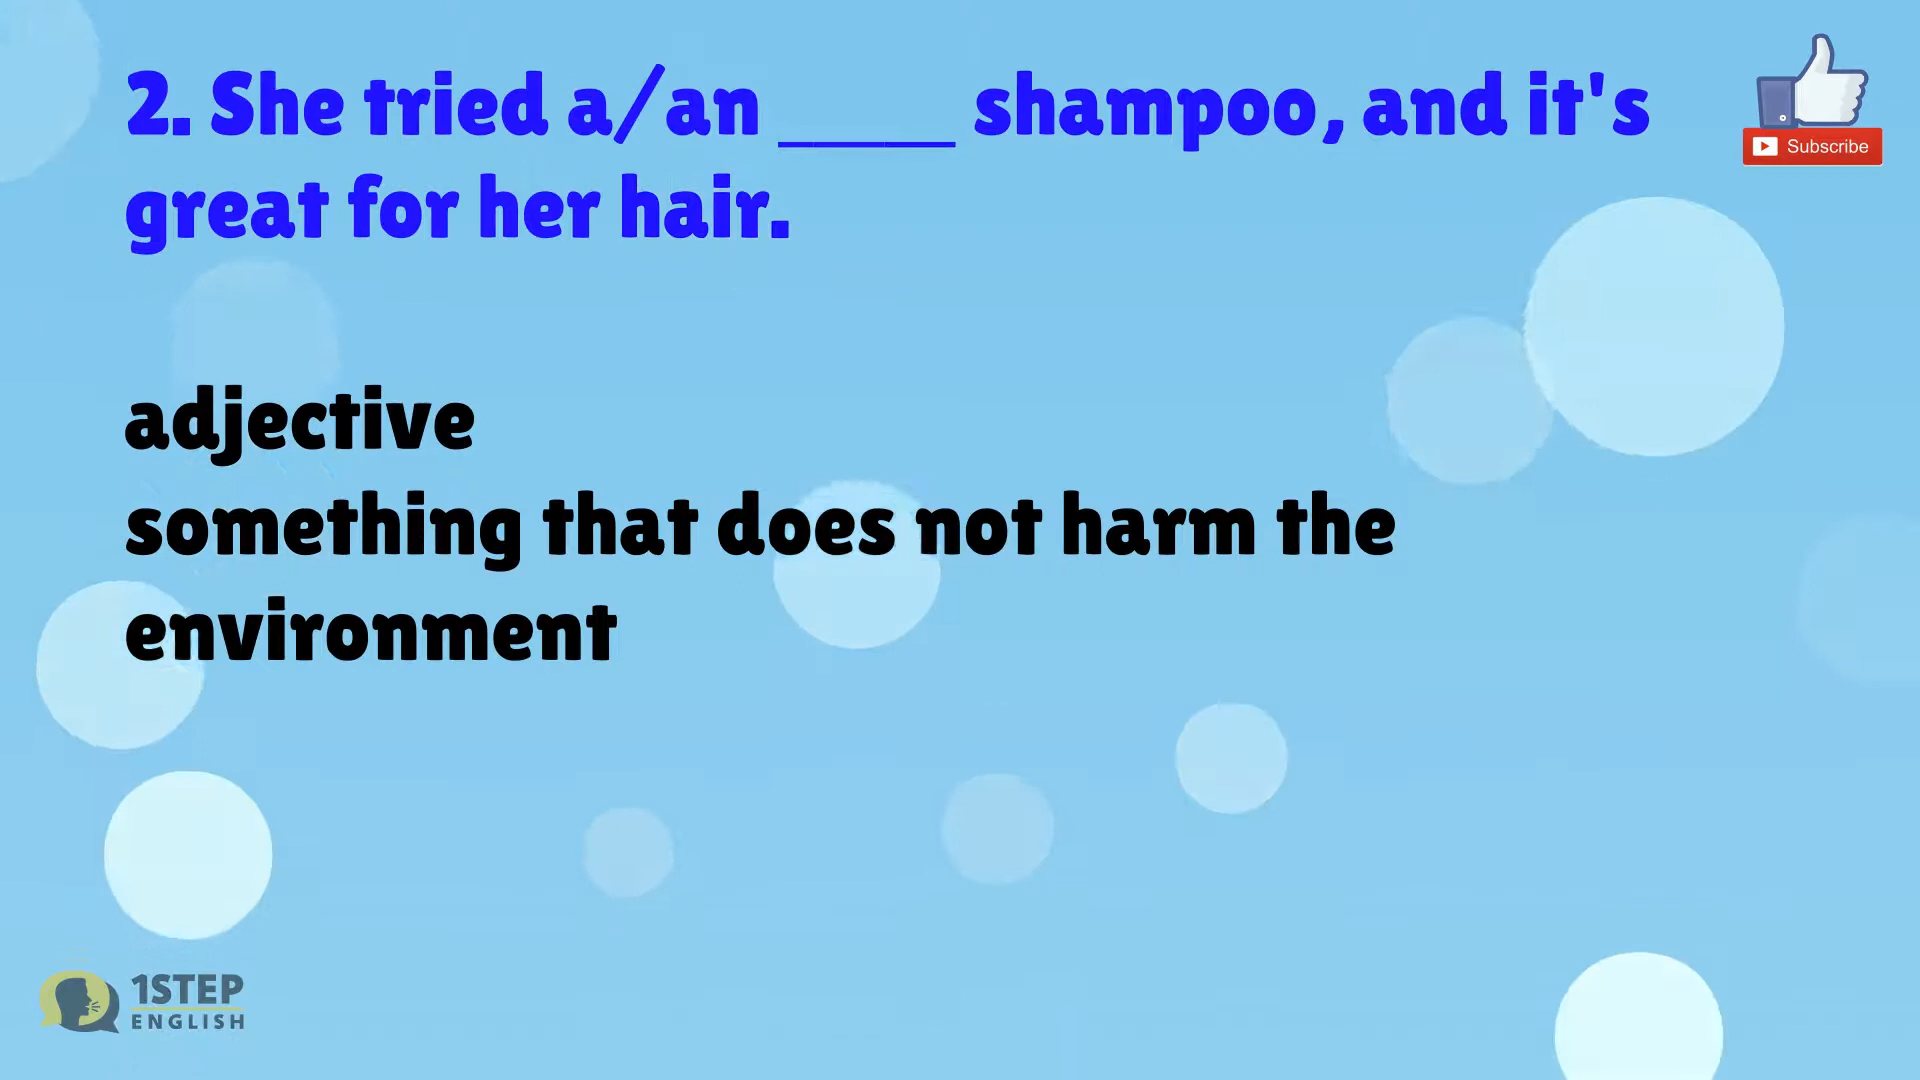 2. She tried a/an _____ shampoo, and it's
great for her hair.
Subscribe
adjective
something that does not harm the
environment
1STEP
ENGLISH